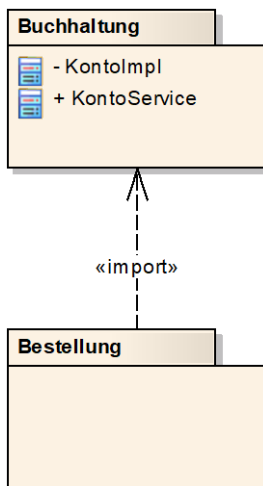 Buchhaltung
- KontoImpl
+ KontoService
«import»
Bestellung